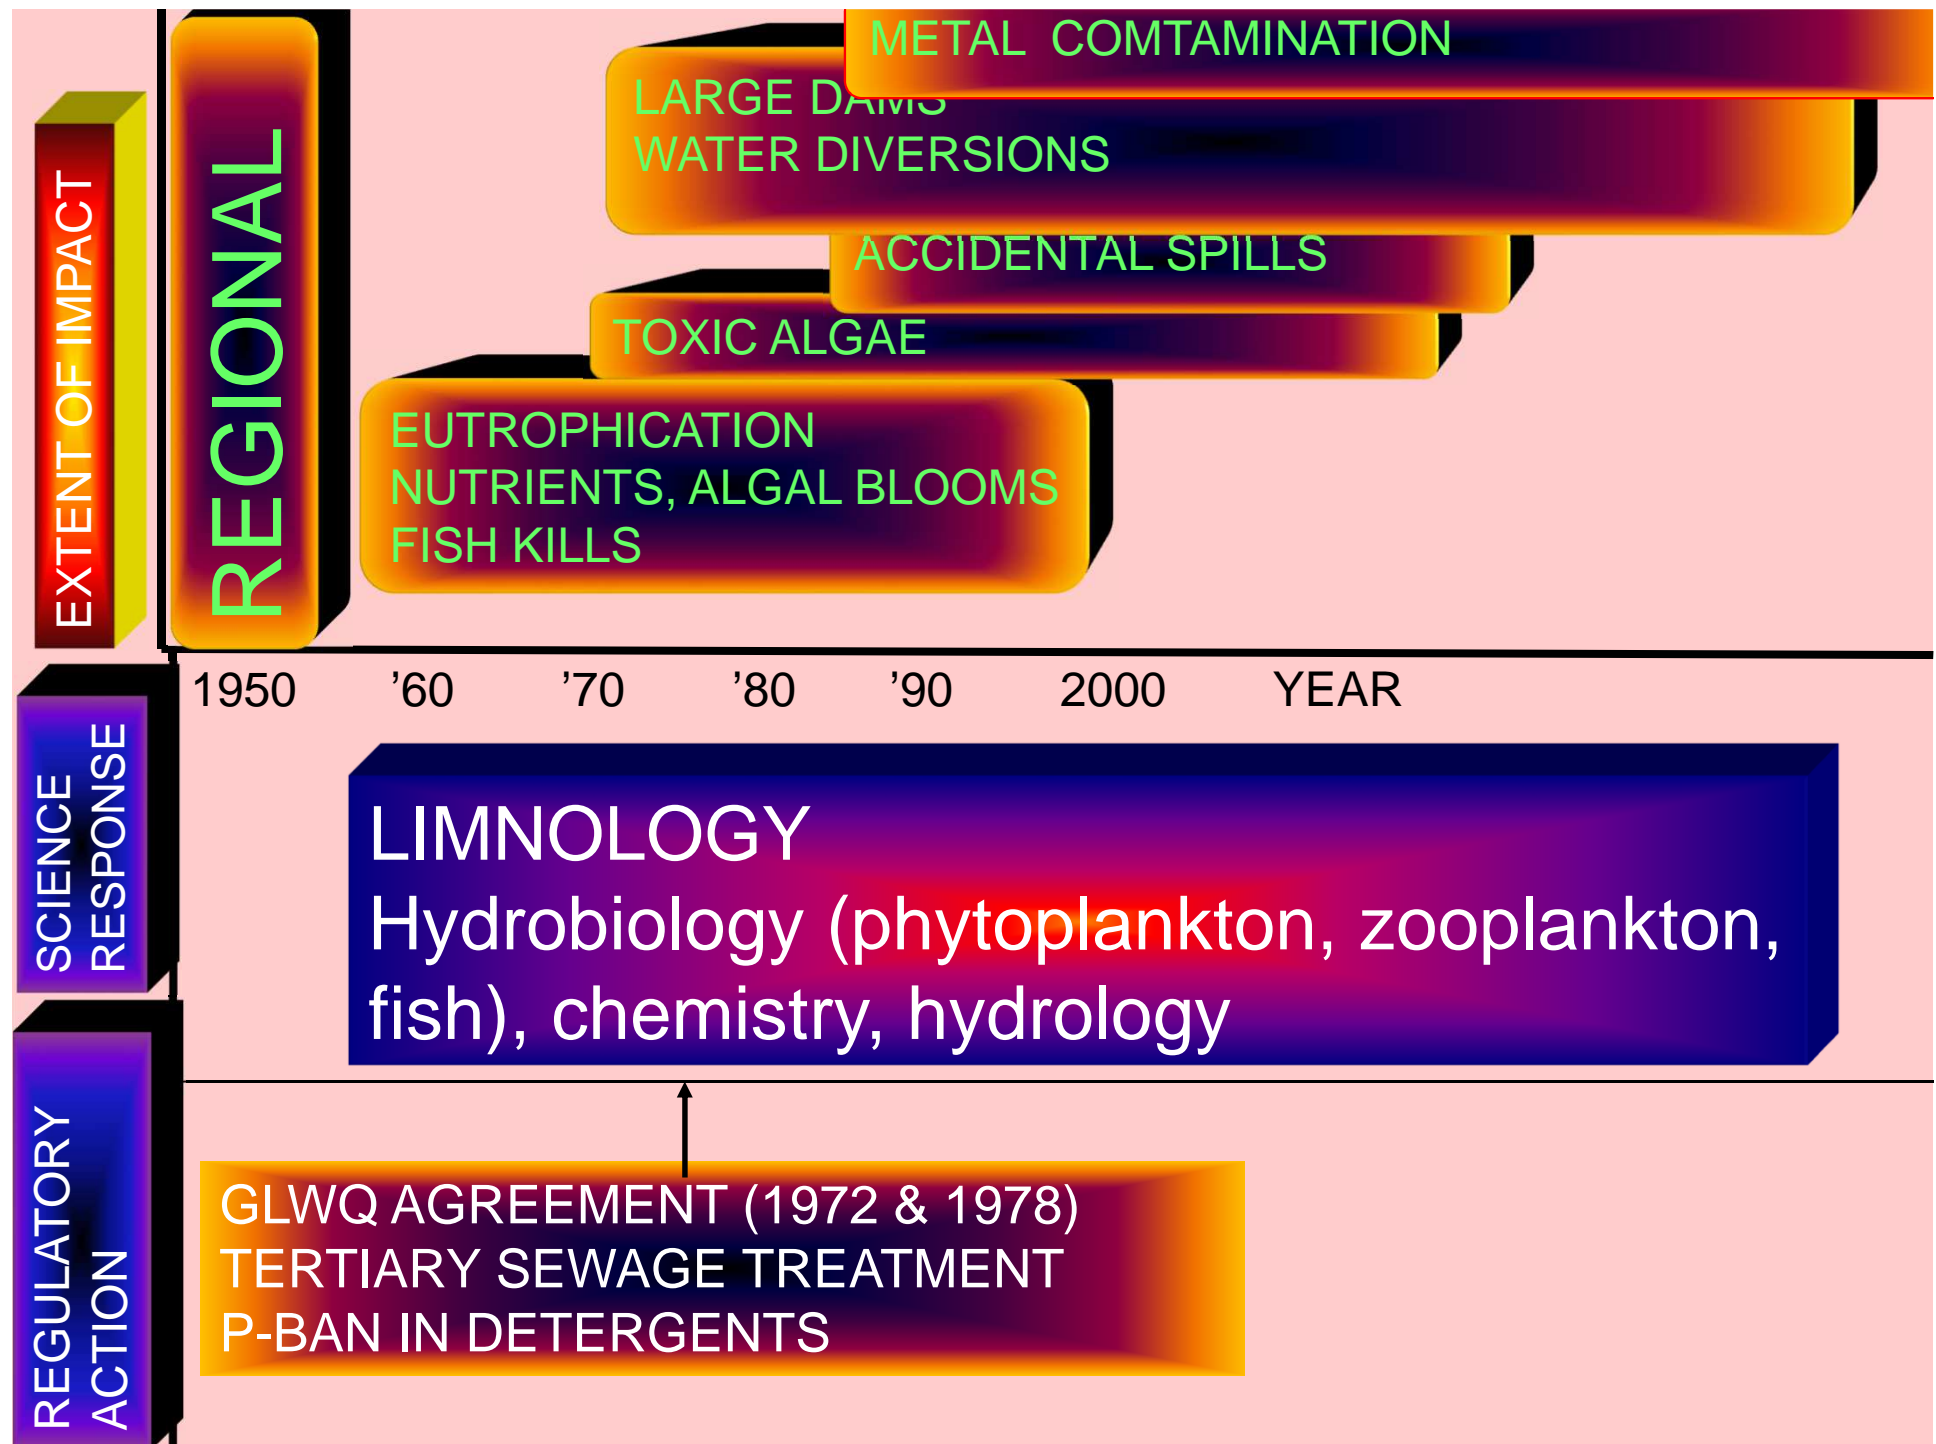 METAL COMTAMINATION
LARGE DAMS
WATER DIVERSIONS
ACCIDENTAL SPILLS
TOXIC ALGAE
EUTROPHICATION
NUTRIENTS, ALGAL BLOOMS
FISH KILLS
REGIONAL
EXTENT OF IMPACT
1950 ’60 ’70 ’80 ’90 2000 YEAR
SCIENCE
RESPONSE
LIMNOLOGY
Hydrobiology (phytoplankton, zooplankton,
fish), chemistry, hydrology
REGULATORY
ACTION
GLWQ AGREEMENT (1972 & 1978)
TERTIARY SEWAGE TREATMENT
P-BAN IN DETERGENTS